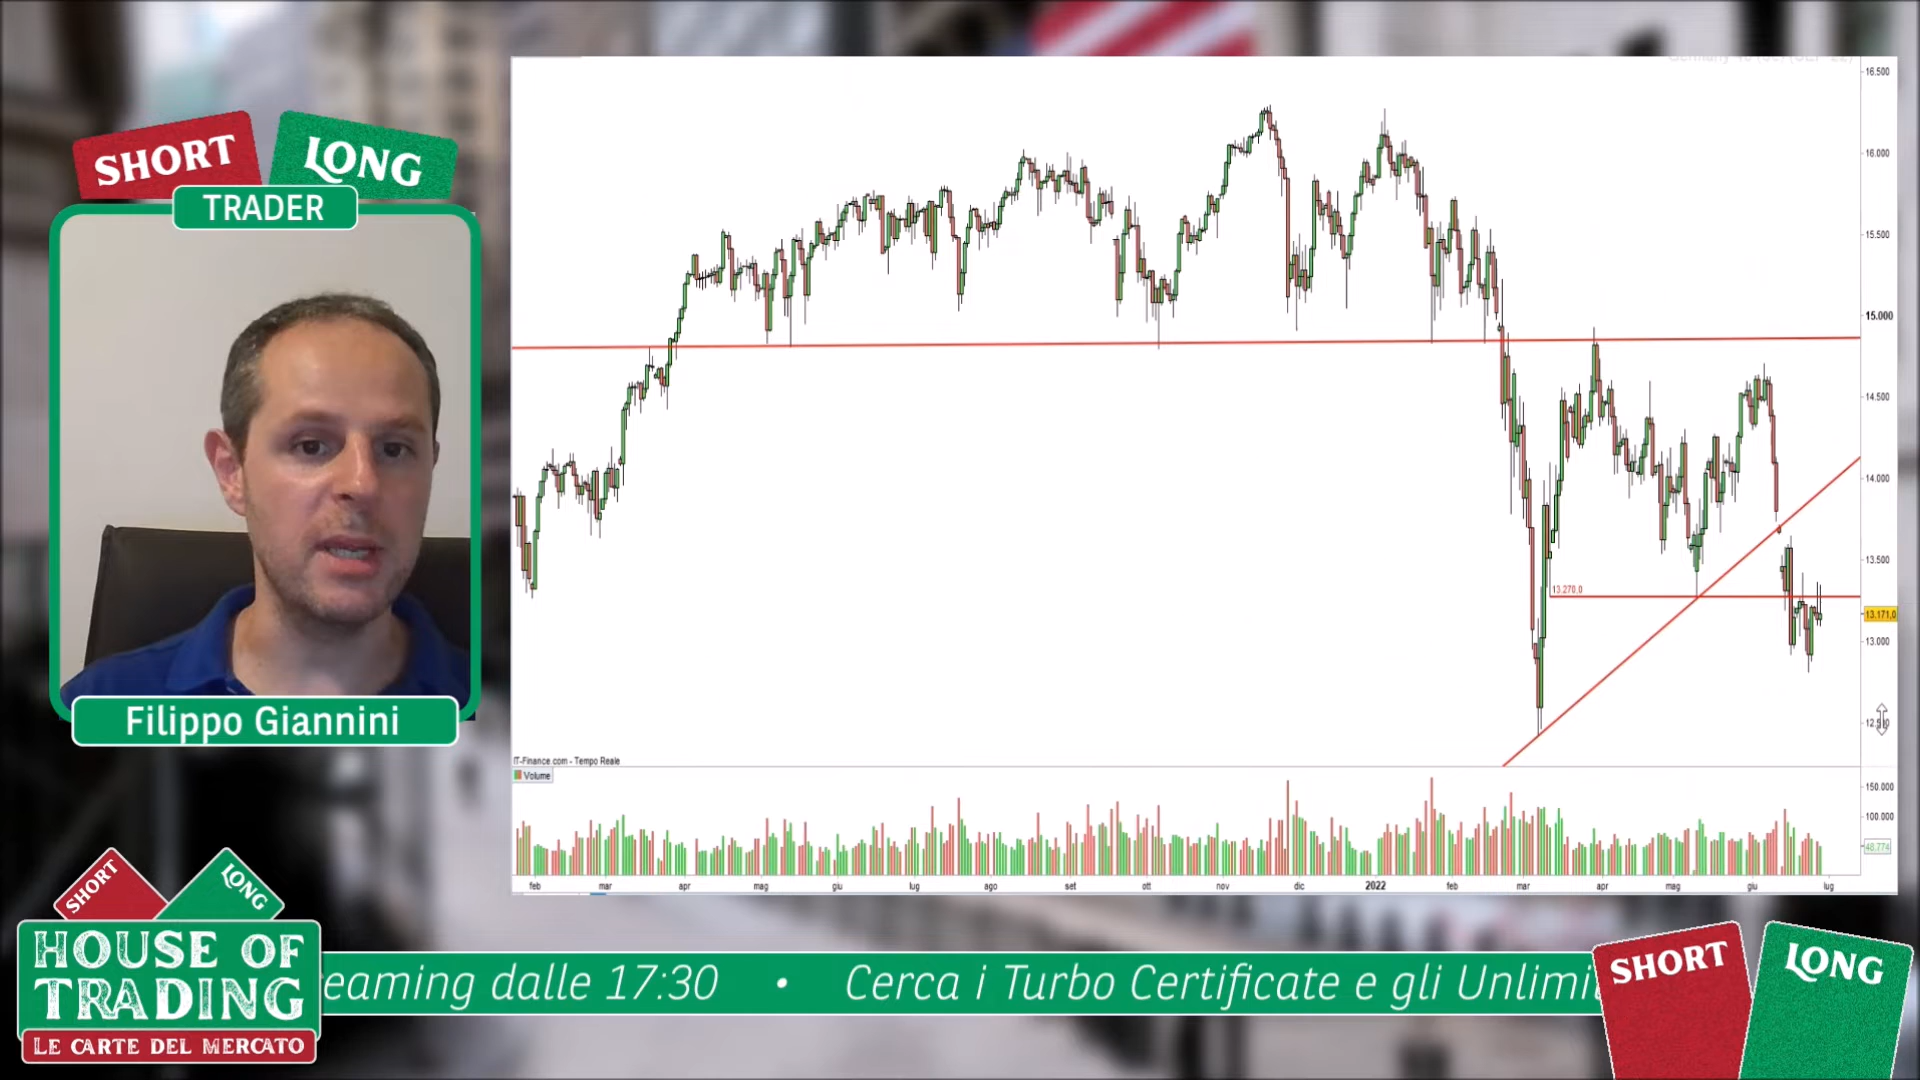 SHORT
LONG
TRADER
Filippo Giannini
16.500
16.000
15.500
15.000
14.500
14.000
13.500
13.270,0
13.171,0
13.000
IT-Finance.com - Tempo Reale
Volume
150.000
100.000
48.774
feb mar apr mag giu lug ago set ott nov dic 2022 feb mar apr mag giu lug
SHORT
LONG
HOUSE OF
TRADING
LE CARTE DEL MERCATO
eaming dalle 17:30 • Cerca i Turbo Certificate e gli Unlimi
SHORT
LONG